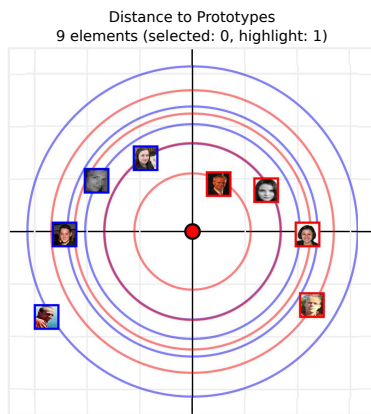 Distance to Prototypes
9 elements (selected: 0, highlight: 1)